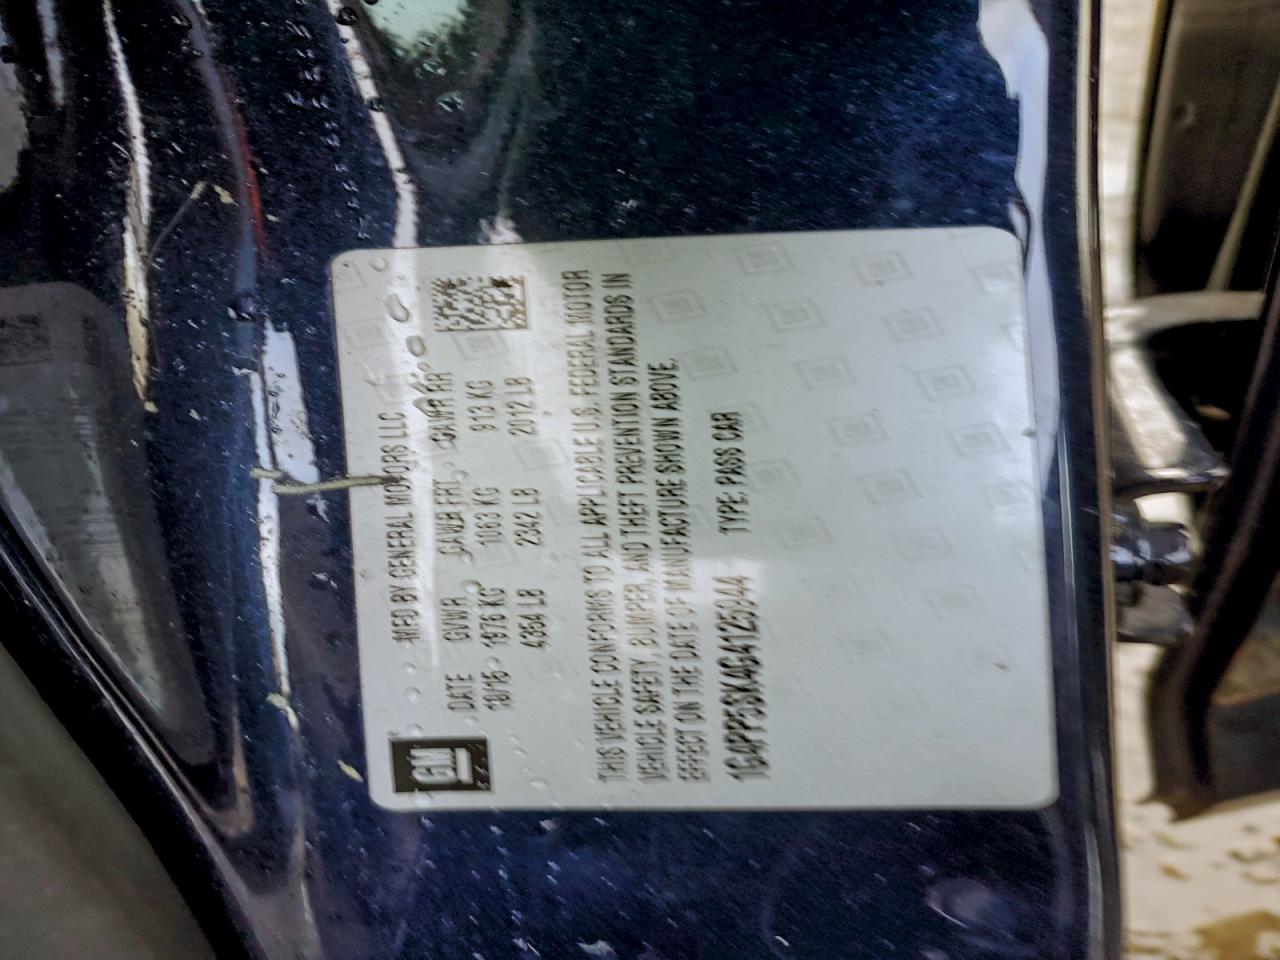 GM
MFD BY GENERAL MOTORS LLC
DATE GVWR GAWR FRT GAWR RR
10/16 1976 KG 1063 KG 913 KG
4354 LB 2342 LB 2012 LB
THIS VEHICLE CONFORMS TO ALL APPLICABLE U.S. FEDERAL MOTOR
VEHICLE SAFETY, BUMPER, AND THEFT PREVENTION STANDARDS IN
EFFECT ON THE DATE OF MANUFACTURE SHOWN ABOVE.
1G4PP5SK4G4125944 TYPE: PASS CAR